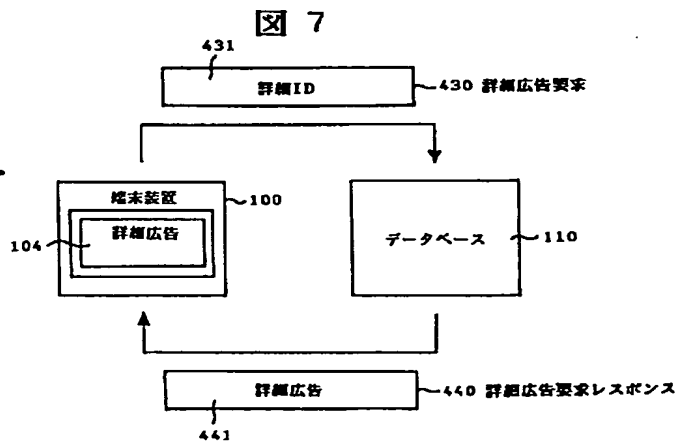 図 7
431
詳細ID
430 詳細広告要求
端末装置
100
詳細広告
104
データベース
110
詳細広告
440 詳細広告要求レスポンス
441